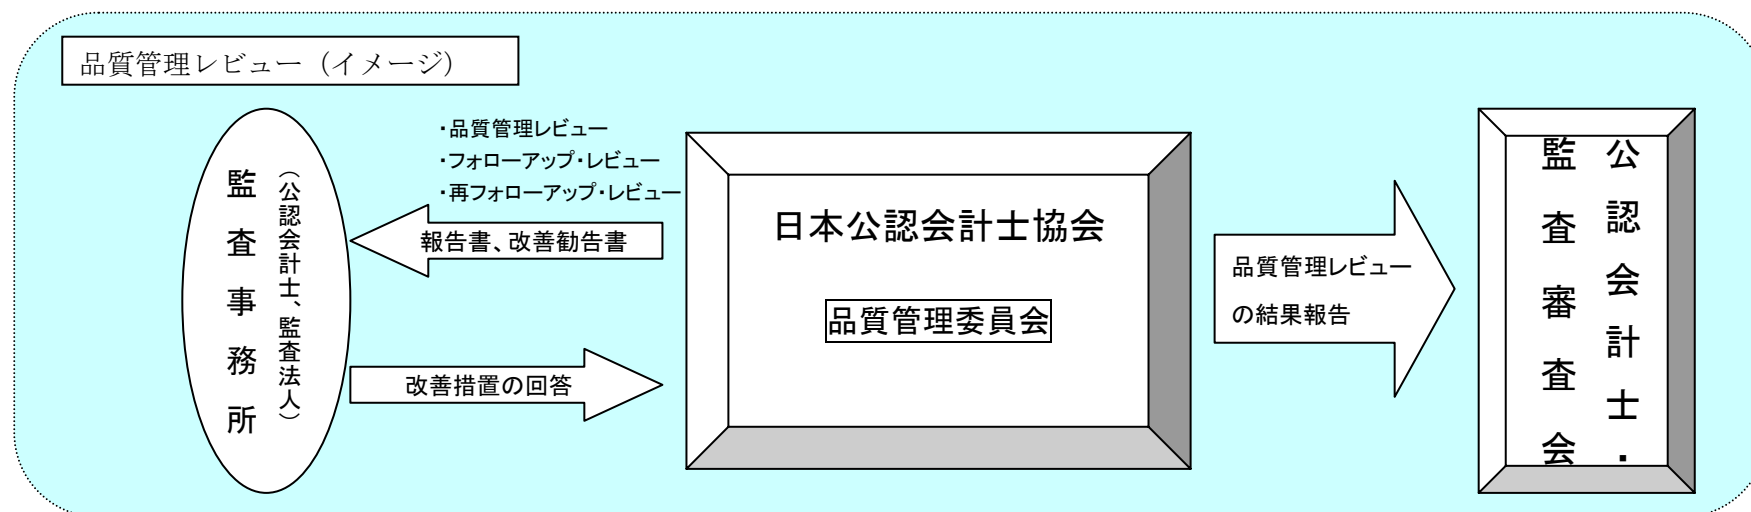 品質管理レビュー（イメージ）
監査事務所
（公認会計士、監査法人）
・品質管理レビュー
・フォローアップ・レビュー
・再フォローアップ・レビュー
報告書、改善勧告書
改善措置の回答
日本公認会計士協会
品質管理委員会
品質管理レビュー
の結果報告
公認会計士・
監査審査会